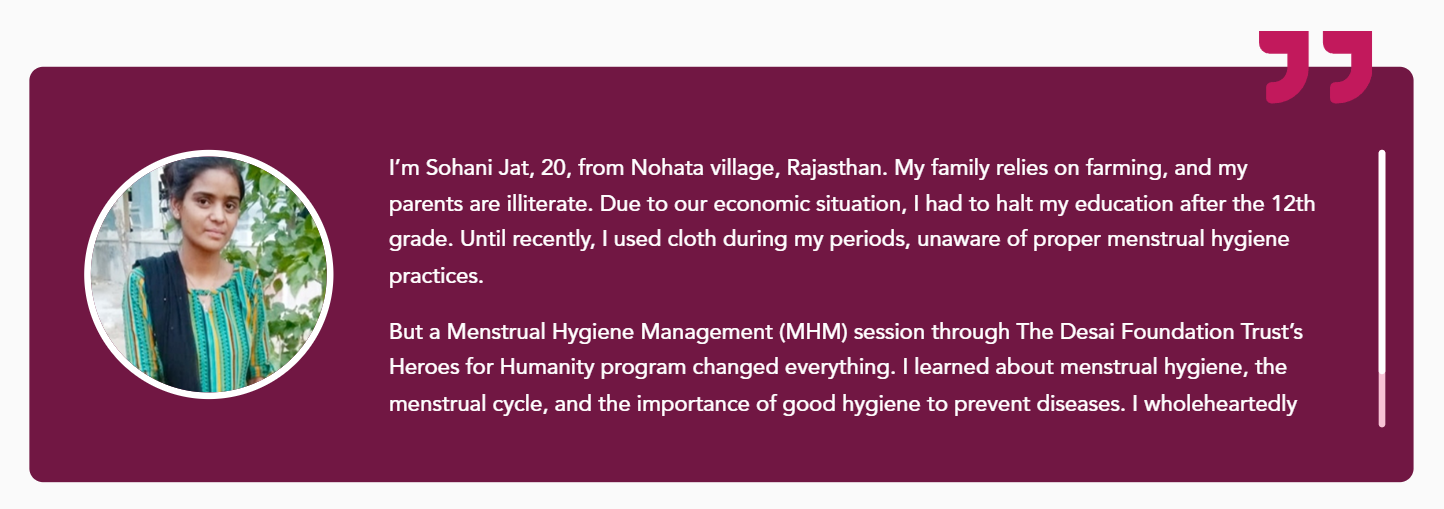 I’m Sohani Jat, 20, from Nohata village, Rajasthan. My family relies on farming, and my
parents are illiterate. Due to our economic situation, I had to halt my education after the 12th
grade. Until recently, I used cloth during my periods, unaware of proper menstrual hygiene
practices.
But a Menstrual Hygiene Management (MHM) session through The Desai Foundation Trust’s
Heroes for Humanity program changed everything. I learned about menstrual hygiene, the
menstrual cycle, and the importance of good hygiene to prevent diseases. I wholeheartedly